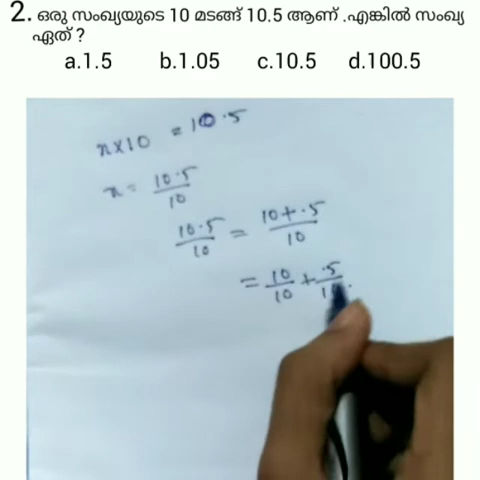 2. ഒരു സംഖ്യയുടെ 10 മടങ്ങ് 10.5 ആണ് .എങ്കിൽ സംഖ്യ
ഏത് ?
a.1.5 b.1.05 c.10.5 d.100.5
n×10 = 10.5
n = 10.5/10
10.5/10 = 10+.5/10
= 10/10 + .5/